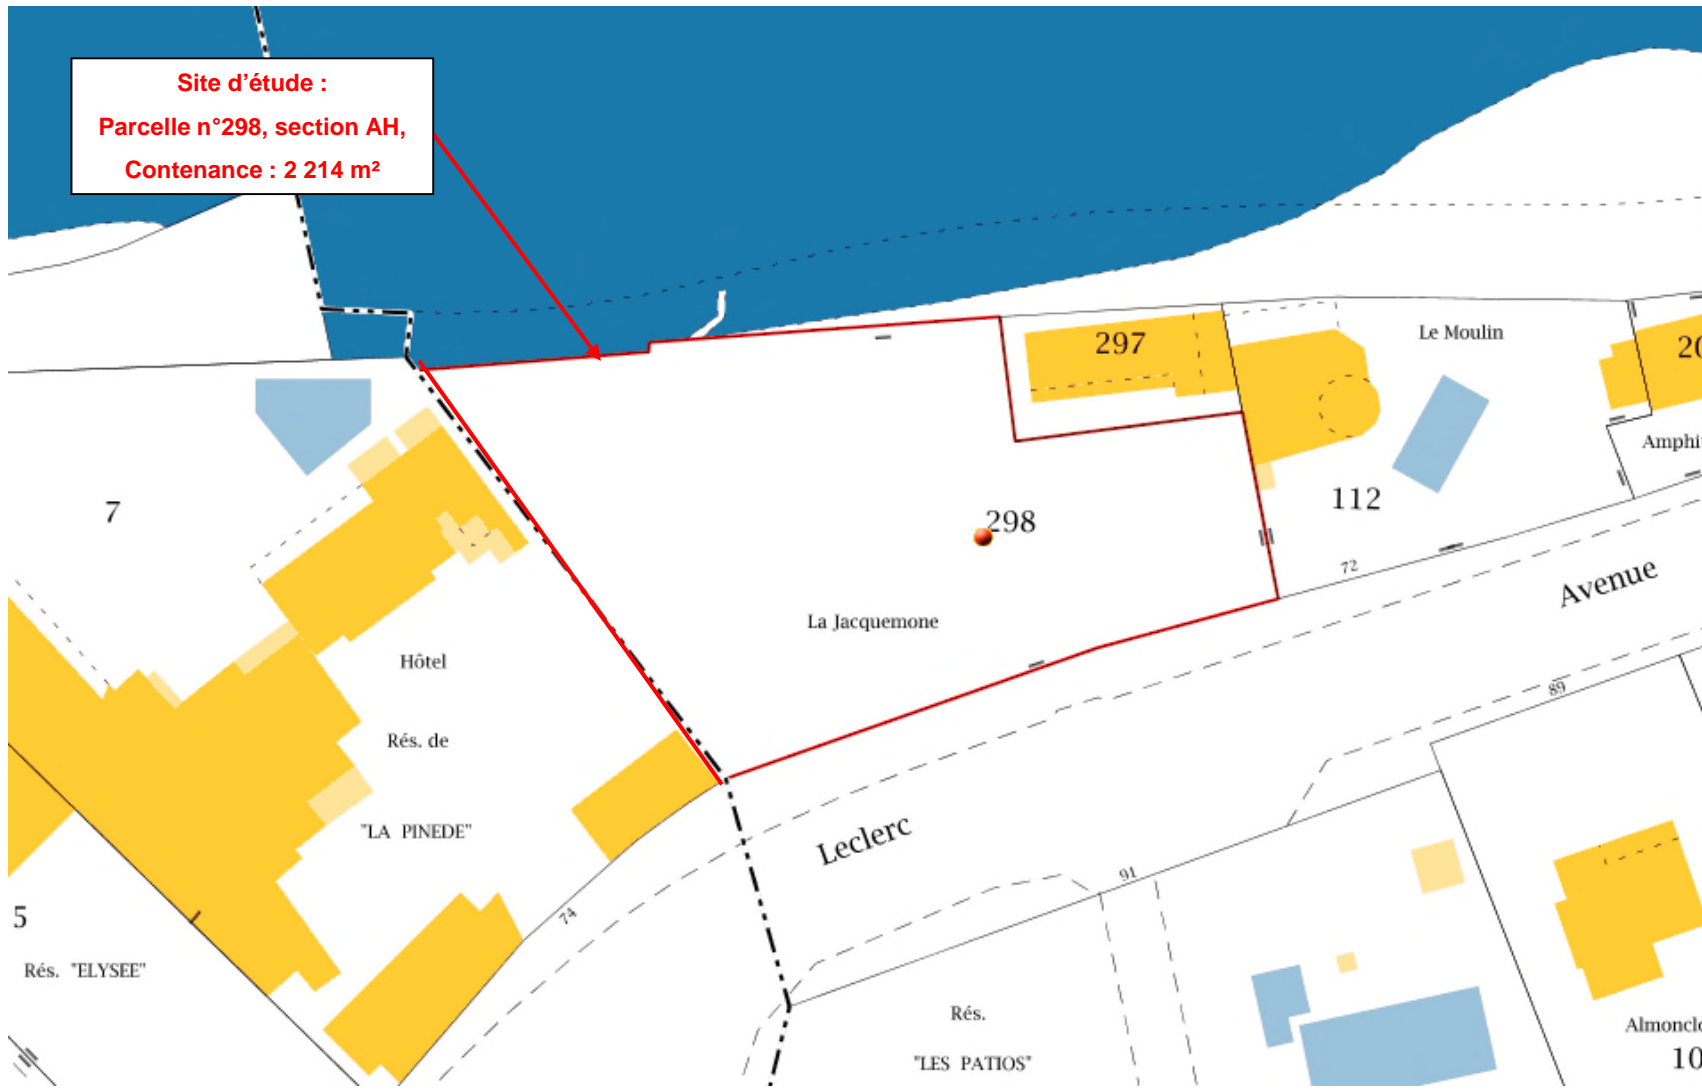 Site d'étude :
Parcelle n°298, section AH,
Contenance : 2 214 m²
297
Le Moulin
20
Amphi
7
298
112
72
Avenue
La Jacquemone
Hôtel
Rés. de
"LA PINEDE"
89
Leclerc
91
74
5
Rés. "ELYSEE"
Rés.
"LES PATIOS"
Almonclo
10